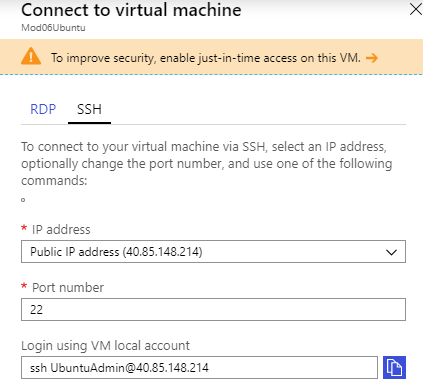 Connect to virtual machine
Mod06Ubuntu
To improve security, enable just-in-time access on this VM. →
RDP SSH
To connect to your virtual machine via SSH, select an IP address,
optionally change the port number, and use one of the following
commands:
* IP address
Public IP address (40.85.148.214)
* Port number
22
Login using VM local account
ssh UbuntuAdmin@40.85.148.214